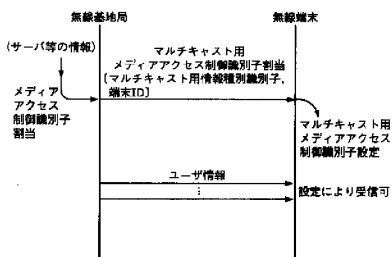 無線基地局
無線端末
(サーバ等の情報)
メディア
アクセス
制御識別子
割当
マルチキャスト用
メディアアクセス制御識別子割当
[マルチキャスト用情報種別識別子,
端末ID]
マルチキャスト用
メディアアクセス
制御識別子設定
ユーザ情報
⋮
設定により受信可